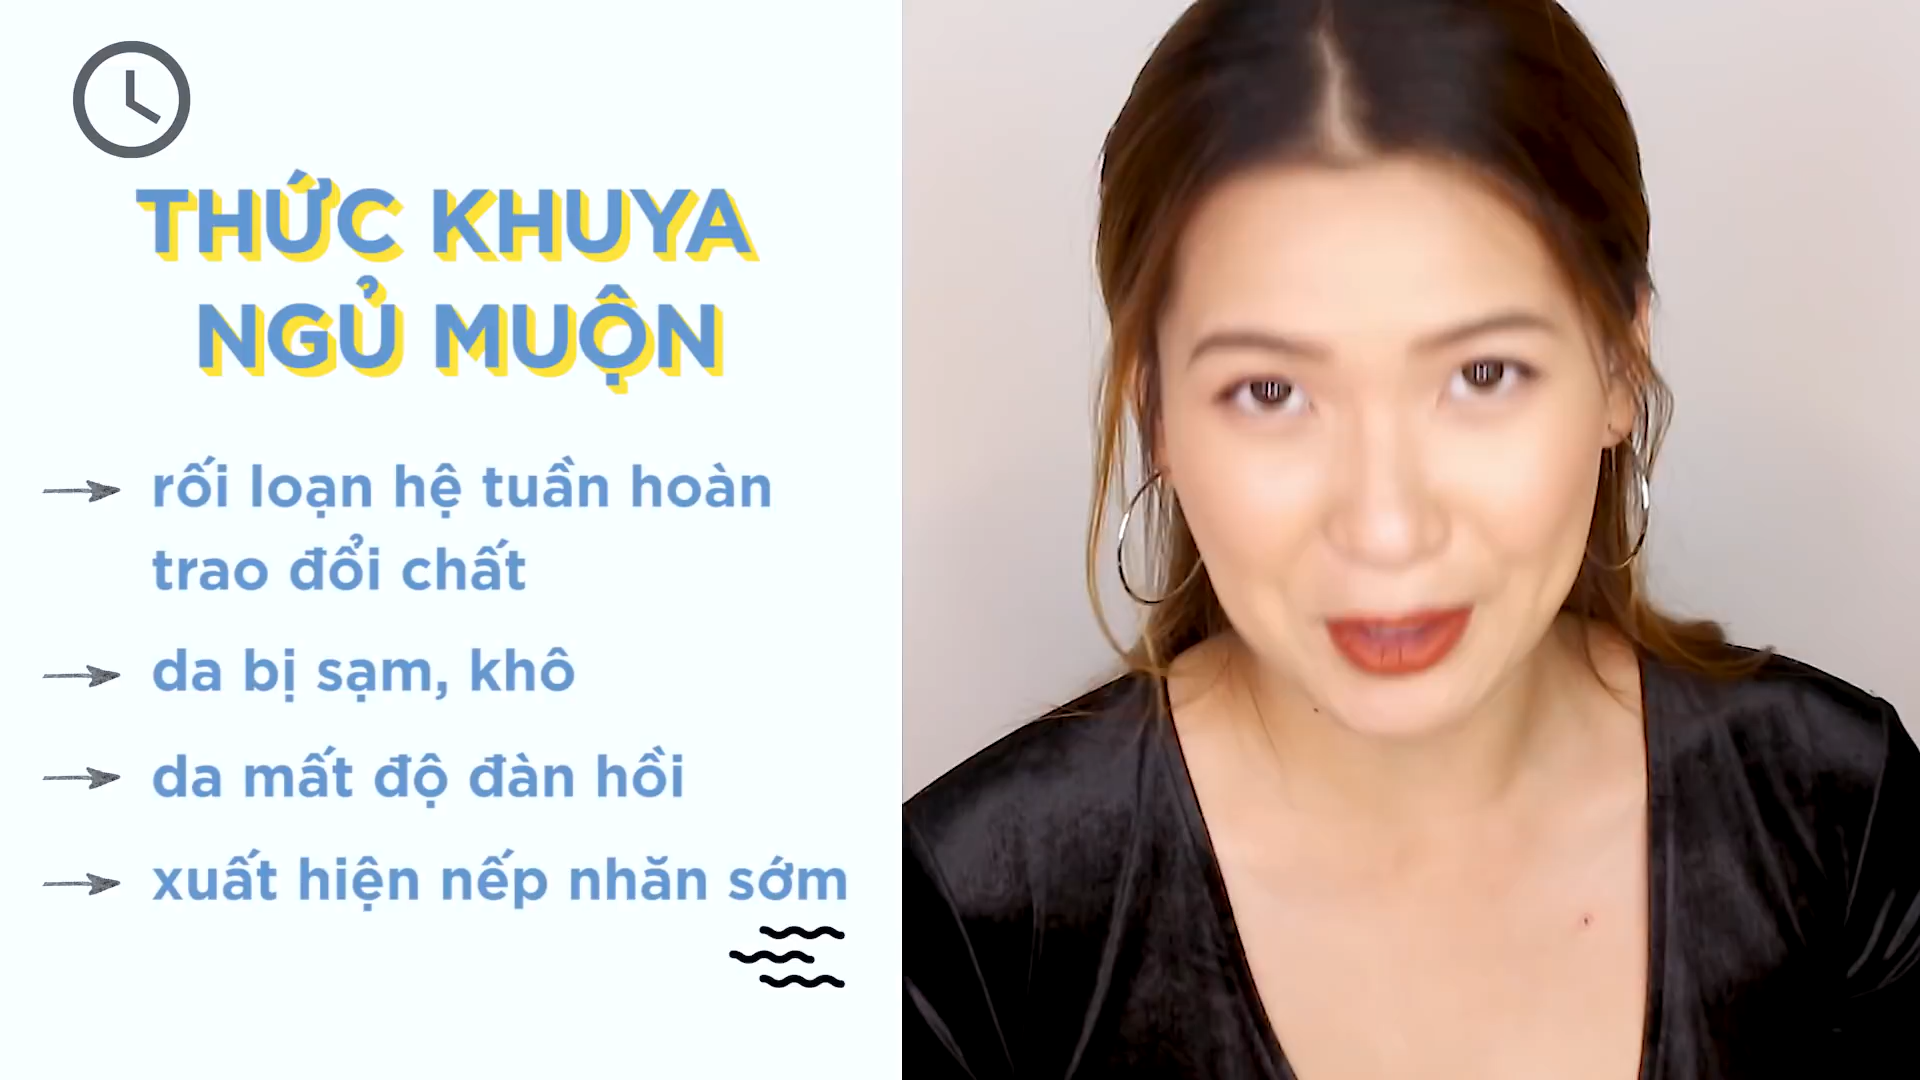 THỨC KHUYA
NGỦ MUỘN
rối loạn hệ tuần hoàn
trao đổi chất
da bị sạm, khô
da mất độ đàn hồi
xuất hiện nếp nhăn sớm